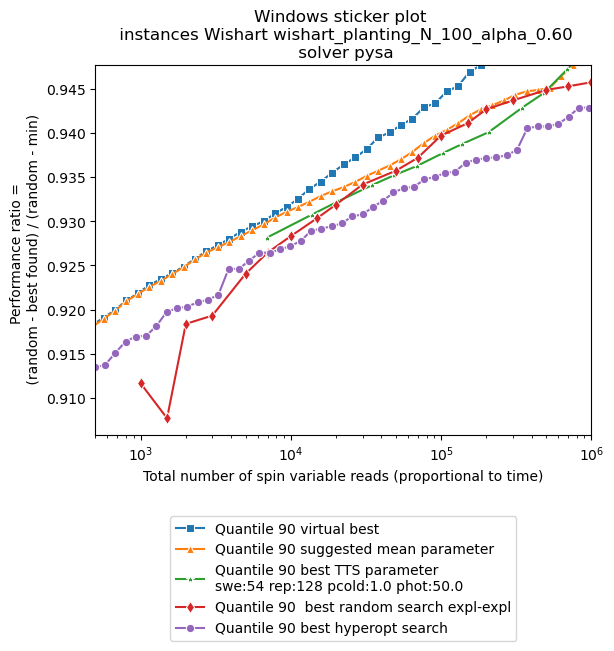 Windows sticker plot
instances Wishart wishart_planting_N_100_alpha_0.60
solver pysa
Performance ratio =
(random - best found) / (random - min)
0.945
0.940
0.935
0.930
0.925
0.920
0.915
0.910
10³
10⁴
10⁵
10⁶
Total number of spin variable reads (proportional to time)
Quantile 90 virtual best
Quantile 90 suggested mean parameter
Quantile 90 best TTS parameter
swe:54 rep:128 pcold:1.0 phot:50.0
Quantile 90  best random search expl-expl
Quantile 90 best hyperopt search